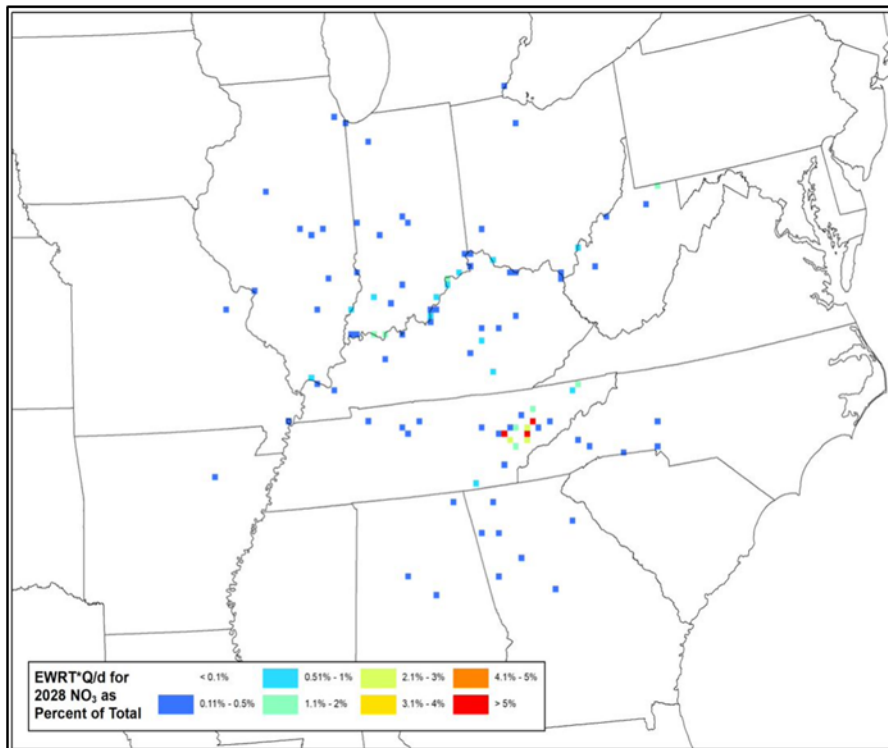 EWRT*Q/d for
2028 NO₃ as
Percent of Total
< 0.1%
0.51% - 1%
2.1% - 3%
4.1% - 5%
0.11% - 0.5%
1.1% - 2%
3.1% - 4%
> 5%